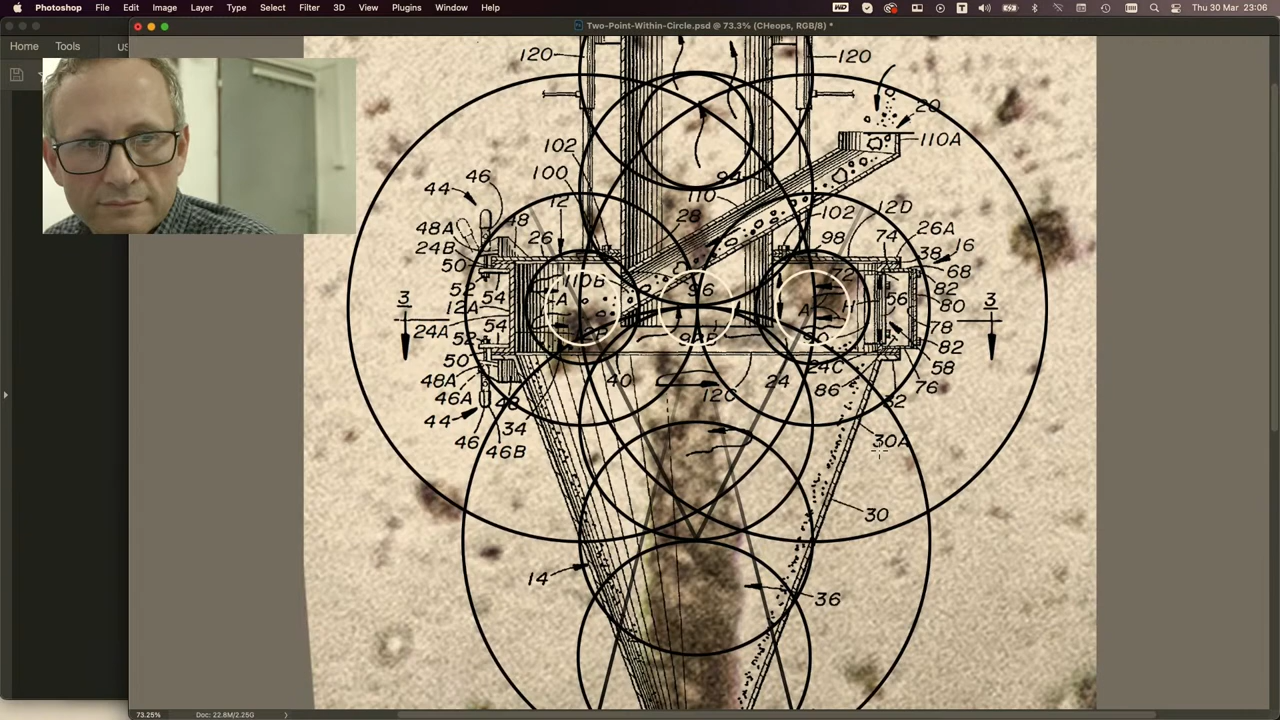 Photoshop File Edit Image Layer Type Select Filter 3D View Plugins Window Help Thu 30 Mar 23:06
Two-Point-Within-Circle.psd @ 73.3% (CHeops, RGB/8) *
Home Tools
120 120
20
110A
102
46 100 94
44 12 110 102 12D
48 28 26A
48A 26 98 74 38 16
24B 68
50 72
52 110B 82
54 A 96 56 80
3 12A H 3
24A 54 A 78
52 82
50 24C 58
48A 40 24 86 76
46A 12C 32
44 34
46 30A
46B
30
14
36
73.25% Doc: 22.8M/2.25G